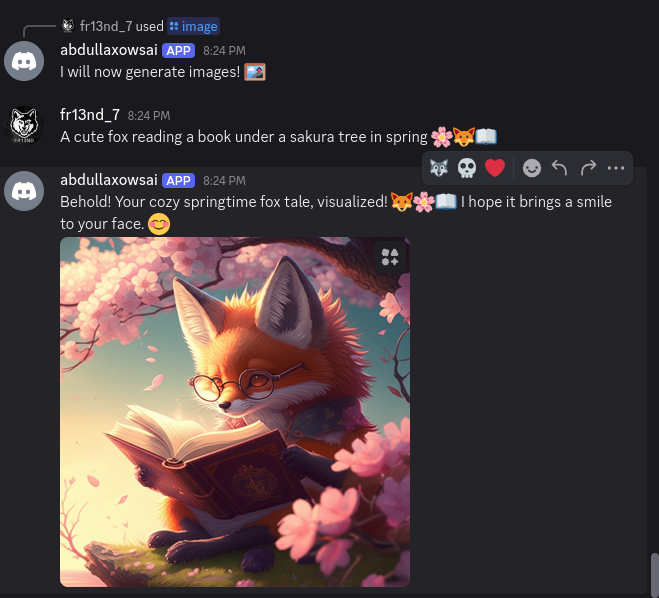 fr13nd_7 used image
abdullaxowsai APP 8:24 PM
I will now generate images! 🖼️
fr13nd_7 8:24 PM
A cute fox reading a book under a sakura tree in spring 🌸🦊📖
abdullaxowsai APP 8:24 PM
Behold! Your cozy springtime fox tale, visualized! 🦊🌸📖 I hope it brings a smile
to your face. 😊